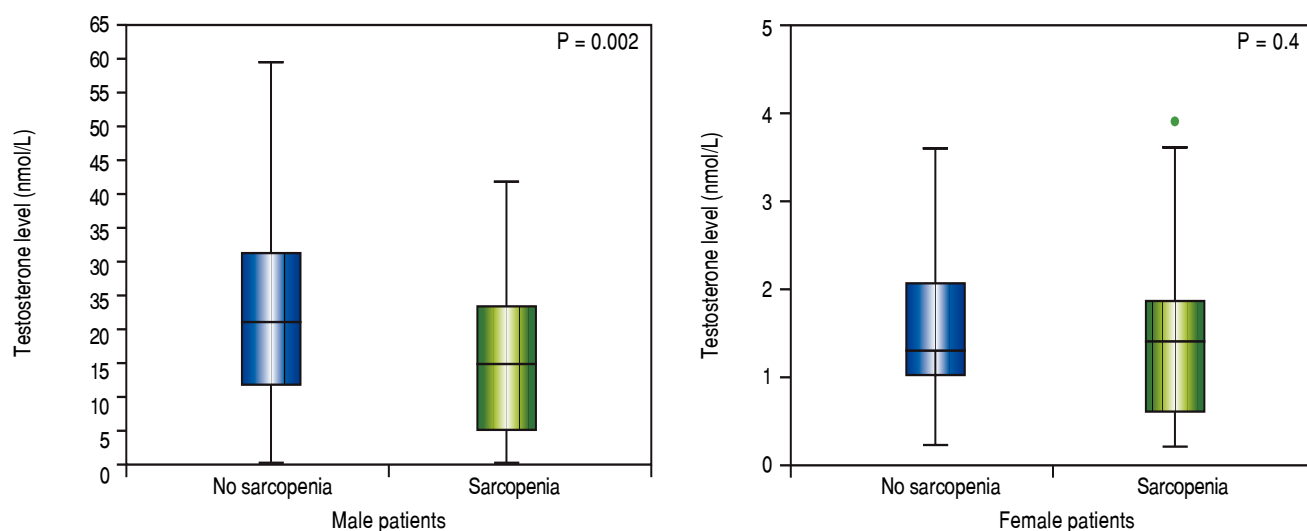 P = 0.002
Testosterone level (nmol/L)
65
60
55
50
45
40
35
30
35
20
15
10
5
0
No sarcopenia
Sarcopenia
Male patients
P = 0.4
Testosterone level (nmol/L)
5
4
3
2
1
0
No sarcopenia
Sarcopenia
Female patients